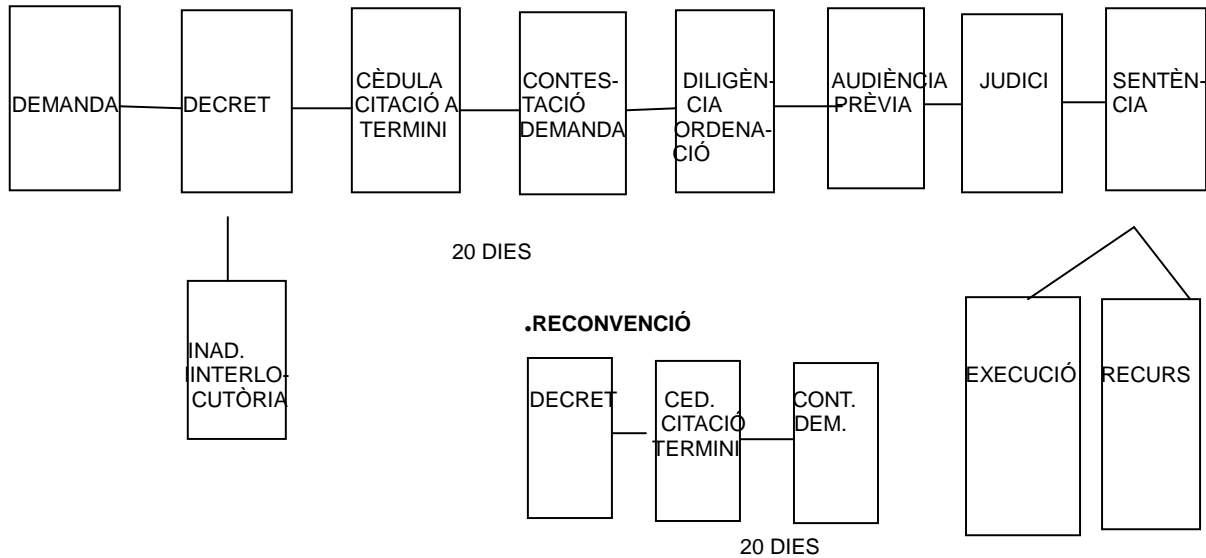 DEMANDA
DECRET
CÈDULA
CITACIÓ A
TERMINI
CONTES-
TACIÓ
DEMANDA
DILIGÈN-
CIA
ORDENA-
CIÓ
AUDIÈNCIA
PRÈVIA
JUDICI
SENTÈN-
CIA
20 DIES
INAD.
IINTERLO-
CUTÒRIA
.RECONVENCIÓ
DECRET
CED.
CITACIÓ
TERMINI
CONT.
DEM.
20 DIES
EXECUCIÓ
RECURS